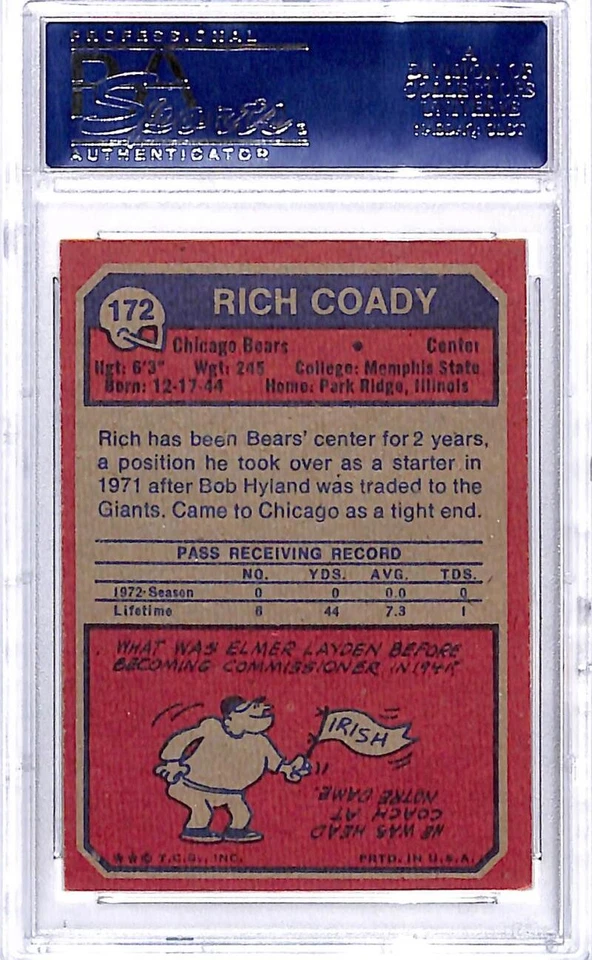 PROFESSIONAL
PSA
Sports
AUTHENTICATOR
A
DIVISION OF
COLLECTORS
UNIVERSE
172
RICH COADY
Chicago Bears • Center
Hgt: 6'3" Wgt: 245 College: Memphis State
Born: 12-17-44 Home: Park Ridge, Illinois
Rich has been Bears' center for 2 years,
a position he took over as a starter in
1971 after Bob Hyland was traded to the
Giants. Came to Chicago as a tight end.
PASS RECEIVING RECORD
NO. YDS. AVG. TDS.
1972-Season 0 0 0.0 0
Lifetime 6 44 7.3 1
WHAT WAS ELMER LAYDEN BEFORE
BECOMING COMMISSIONER IN 1941?
IRISH
HE WAS HEAD
COACH AT
NOTRE DAME.
© T.C.G., INC. PRTD. IN U.S.A.